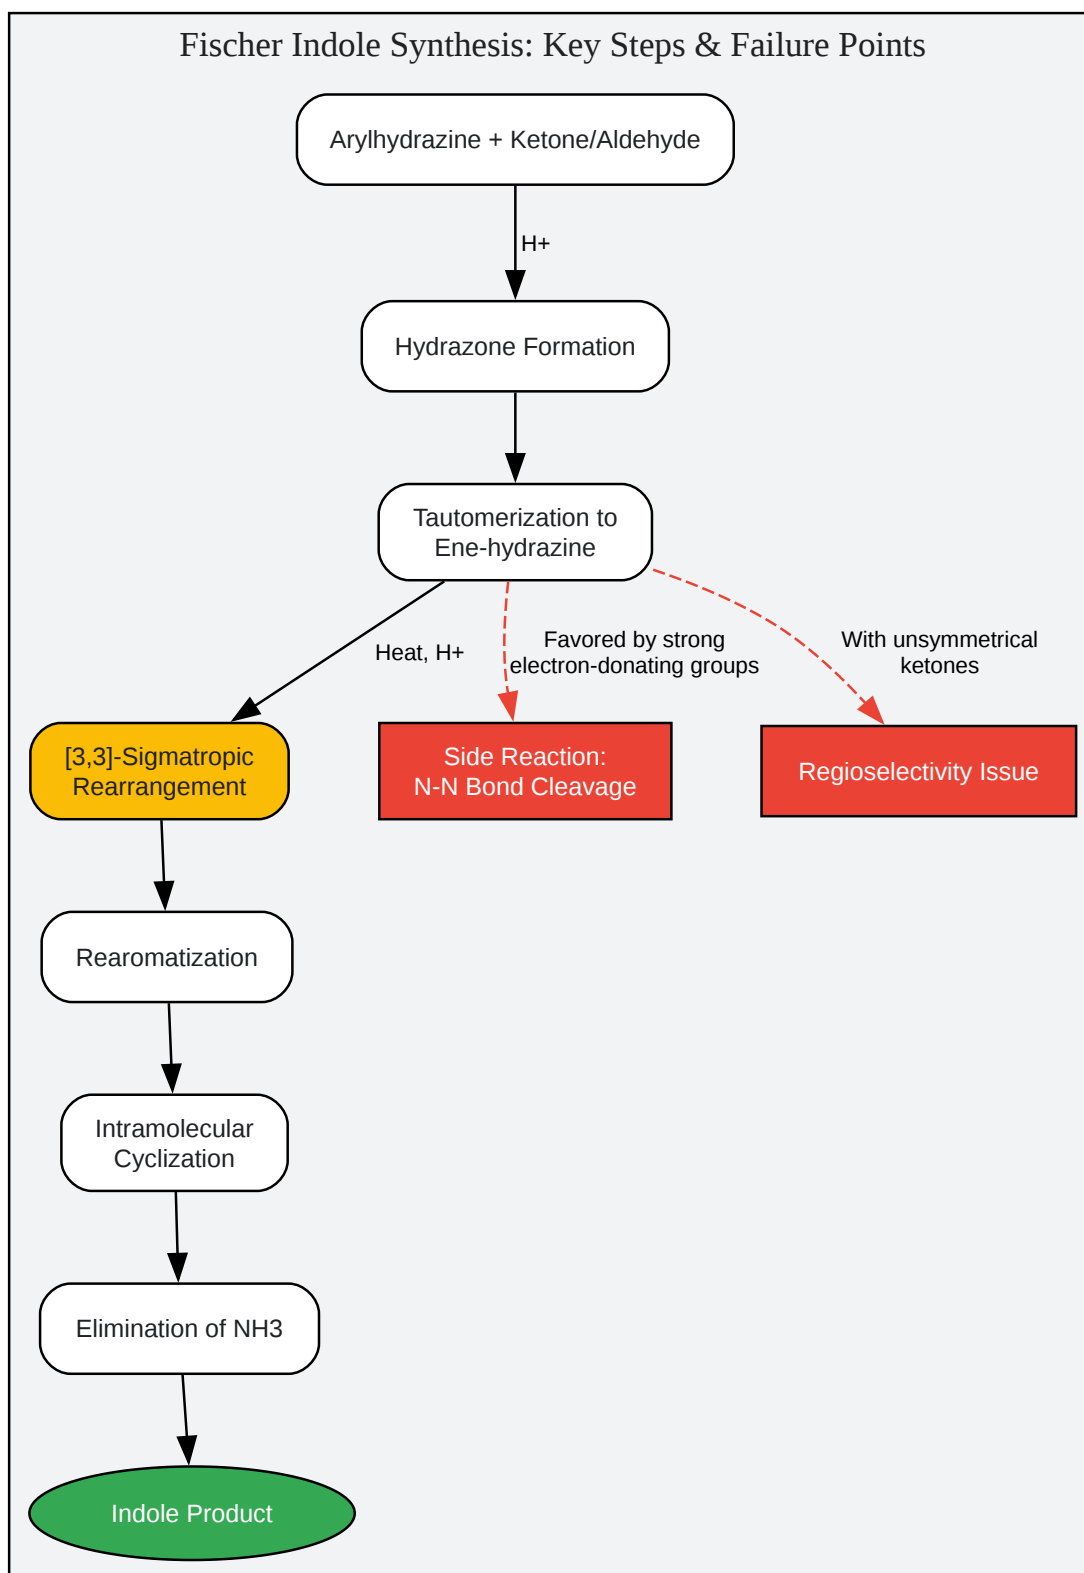 Fischer Indole Synthesis: Key Steps & Failure Points
Arylhydrazine + Ketone/Aldehyde
H+
Hydrazone Formation
Tautomerization to
Ene-hydrazine
Heat, H+
Favored by strong
electron-donating groups
With unsymmetrical
ketones
[3,3]-Sigmatropic
Rearrangement
Side Reaction:
N-N Bond Cleavage
Regioselectivity Issue
Rearomatization
Intramolecular
Cyclization
Elimination of NH3
Indole Product